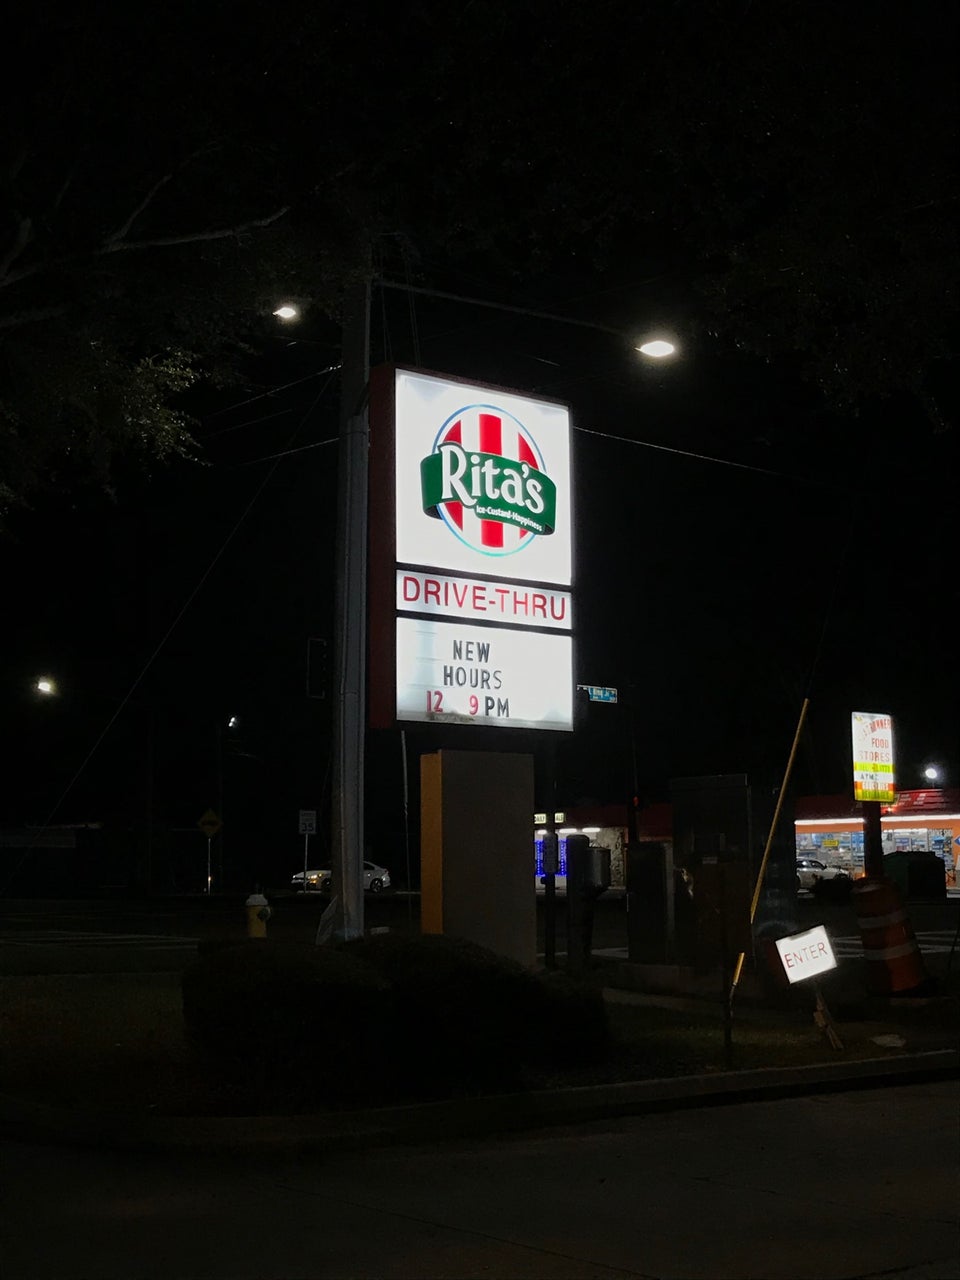 Rita's
Ice-Custard-Happiness
DRIVE-THRU
NEW
HOURS
12 9 PM
FOOD
STORES
ENTER